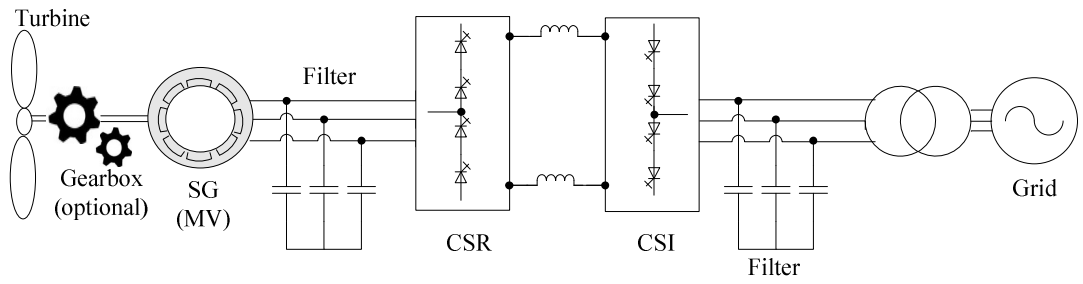 Turbine
Filter
Gearbox
(optional)
SG
(MV)
CSR
CSI
Filter
Grid